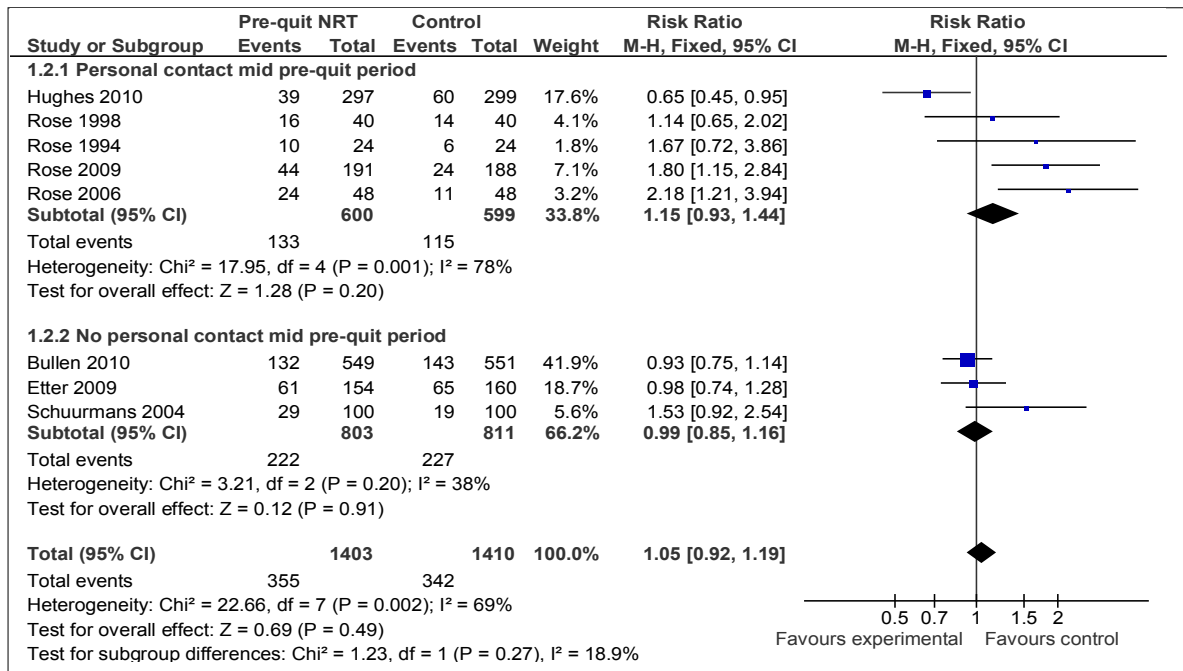 Pre-quit NRT Control Risk Ratio Risk Ratio
Study or Subgroup Events Total Events Total Weight M-H, Fixed, 95% CI M-H, Fixed, 95% CI
1.2.1 Personal contact mid pre-quit period
Hughes 2010 39 297 60 299 17.6% 0.65 [0.45, 0.95]
Rose 1998 16 40 14 40 4.1% 1.14 [0.65, 2.02]
Rose 1994 10 24 6 24 1.8% 1.67 [0.72, 3.86]
Rose 2009 44 191 24 188 7.1% 1.80 [1.15, 2.84]
Rose 2006 24 48 11 48 3.2% 2.18 [1.21, 3.94]
Subtotal (95% CI) 600 599 33.8% 1.15 [0.93, 1.44]
Total events 133 115
Heterogeneity: Chi² = 17.95, df = 4 (P = 0.001); I² = 78%
Test for overall effect: Z = 1.28 (P = 0.20)
1.2.2 No personal contact mid pre-quit period
Bullen 2010 132 549 143 551 41.9% 0.93 [0.75, 1.14]
Etter 2009 61 154 65 160 18.7% 0.98 [0.74, 1.28]
Schuurmans 2004 29 100 19 100 5.6% 1.53 [0.92, 2.54]
Subtotal (95% CI) 803 811 66.2% 0.99 [0.85, 1.16]
Total events 222 227
Heterogeneity: Chi² = 3.21, df = 2 (P = 0.20); I² = 38%
Test for overall effect: Z = 0.12 (P = 0.91)
Total (95% CI) 1403 1410 100.0% 1.05 [0.92, 1.19]
Total events 355 342
Heterogeneity: Chi² = 22.66, df = 7 (P = 0.002); I² = 69%
Test for overall effect: Z = 0.69 (P = 0.49)
Test for subgroup differences: Chi² = 1.23, df = 1 (P = 0.27), I² = 18.9%
0.5 0.7 1 1.5 2
Favours experimental Favours control